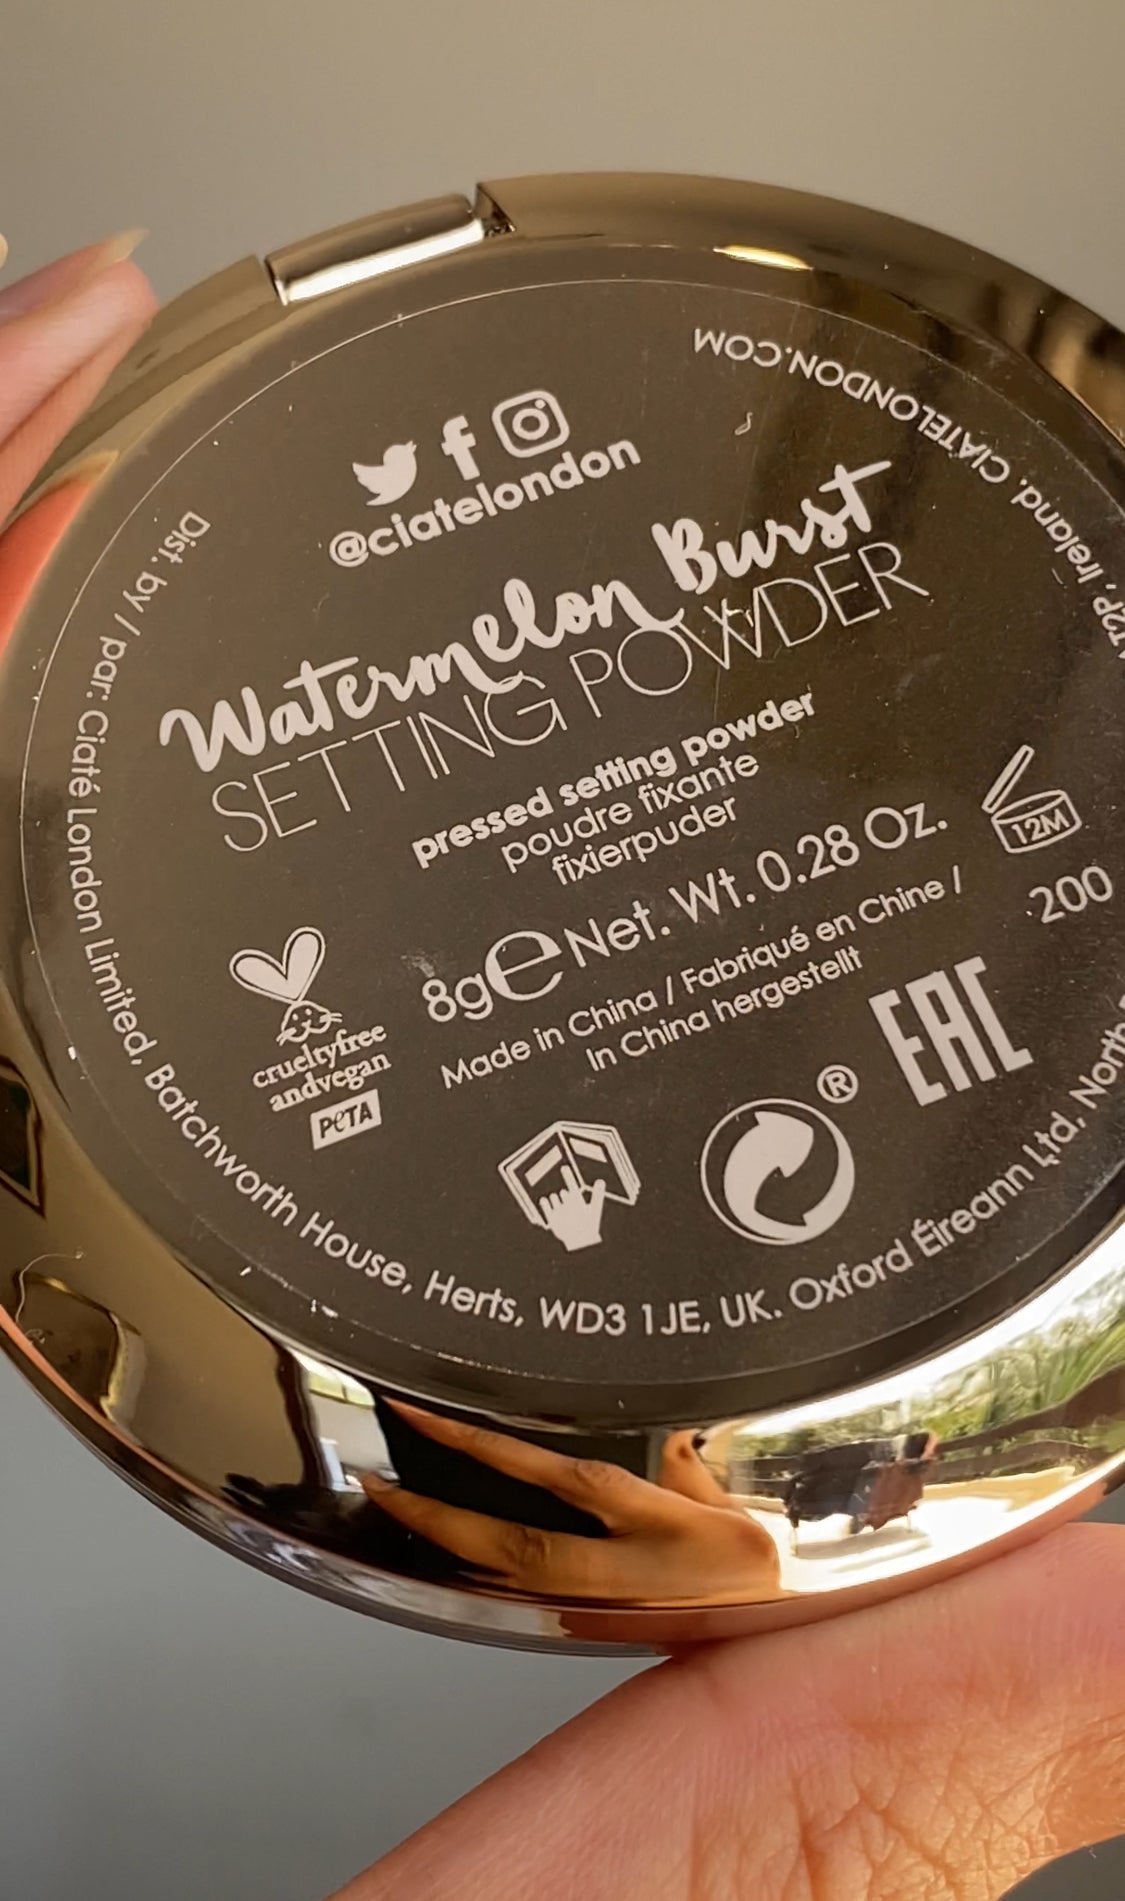 @ciatelondon
Watermelon Burst
SETTING POWDER
pressed setting powder
poudre fixante
fixierpuder
8g e Net. Wt. 0.28 Oz.
12M
Made in China / Fabriqué en Chine /
In China hergestellt
200
crueltyfree
andvegan
PETA
EAC
®
Dist. by / par: Ciaté London Limited, Batchworth House, Herts, WD3 1JE, UK. Oxford Éireann Ltd, North
T2P, Ireland. CIATÉLONDON.COM